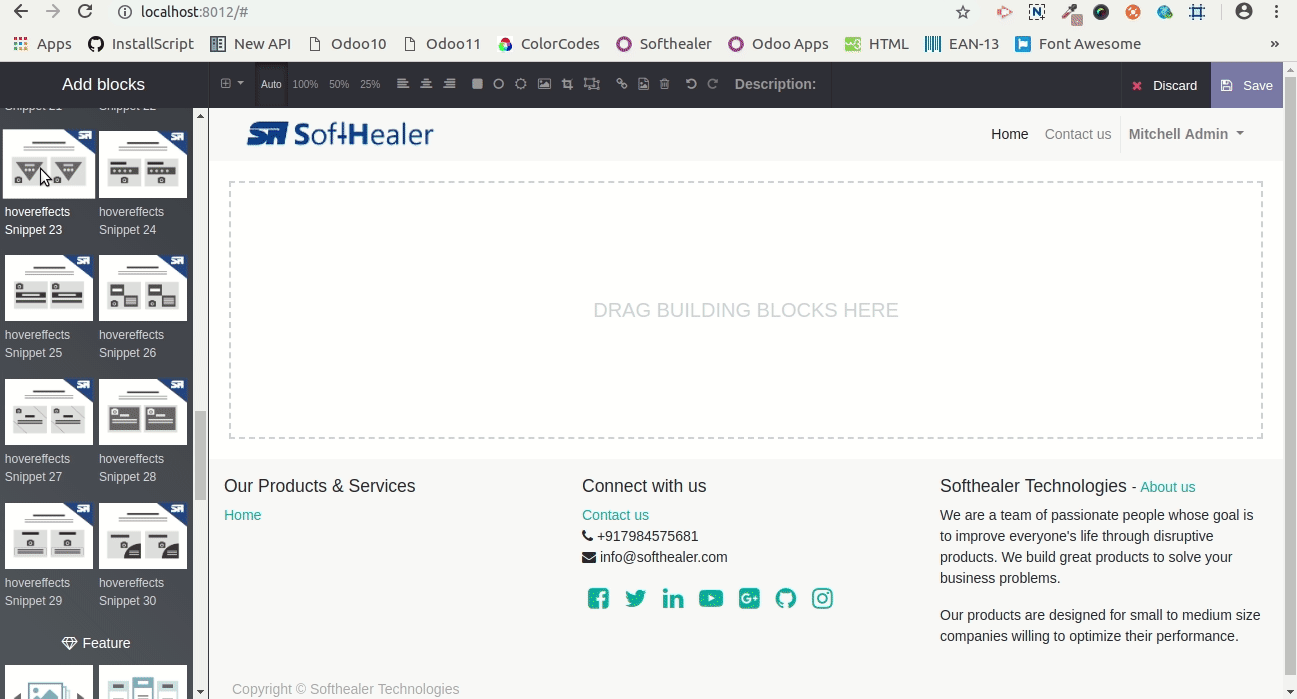 localhost:8012/#
Apps InstallScript New API Odoo10 Odoo11 ColorCodes Softhealer Odoo Apps HTML EAN-13 Font Awesome »
Add blocks Auto 100% 50% 25% Description: Discard Save
Snippet 21 Snippet 22
SoftHealer Home Contact us Mitchell Admin
hovereffects hovereffects
Snippet 23 Snippet 24
hovereffects hovereffects
Snippet 25 Snippet 26
hovereffects hovereffects
Snippet 27 Snippet 28
hovereffects hovereffects
Snippet 29 Snippet 30
Feature
DRAG BUILDING BLOCKS HERE
Our Products & Services
Home
Connect with us
Contact us
+917984575681
info@softhealer.com
Softhealer Technologies - About us
We are a team of passionate people whose goal is
to improve everyone's life through disruptive
products. We build great products to solve your
business problems.
Our products are designed for small to medium size
companies willing to optimize their performance.
Copyright © Softhealer Technologies